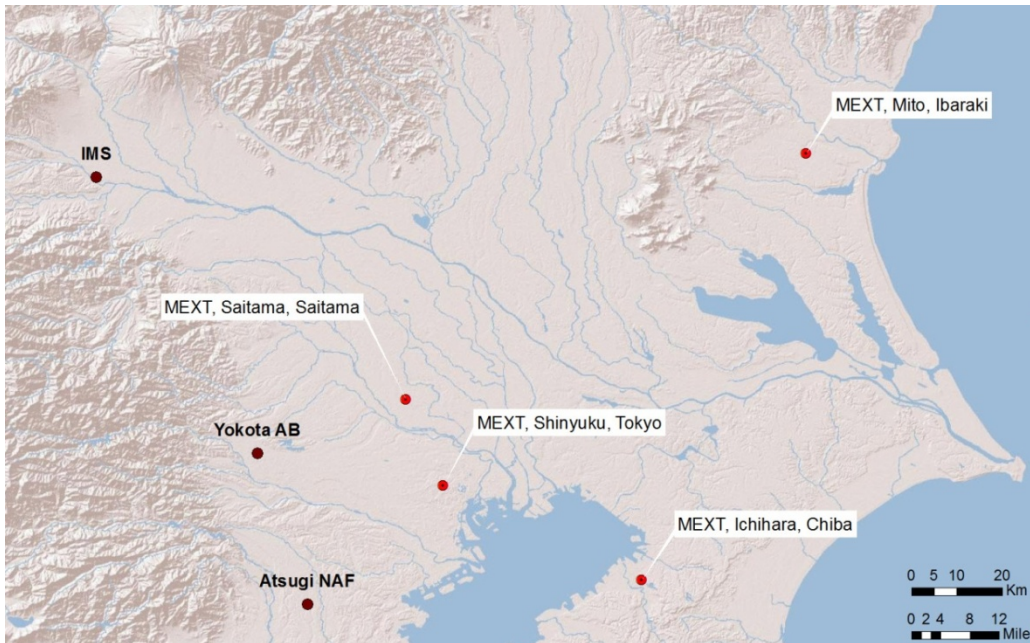 MEXT, Mito, Ibaraki
IMS
MEXT, Saitama, Saitama
MEXT, Shinyuku, Tokyo
Yokota AB
MEXT, Ichihara, Chiba
Atsugi NAF
0 5 10 20
Km
0 2 4 8 12
Mile